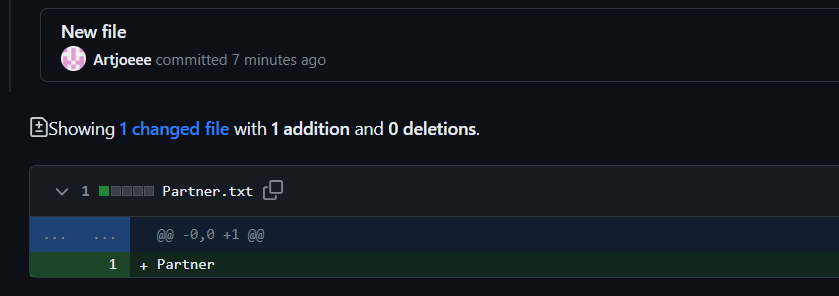 New file
Artjoeee committed 7 minutes ago
Showing 1 changed file with 1 addition and 0 deletions.
1 Partner.txt
... ... @@ -0,0 +1 @@
1 + Partner